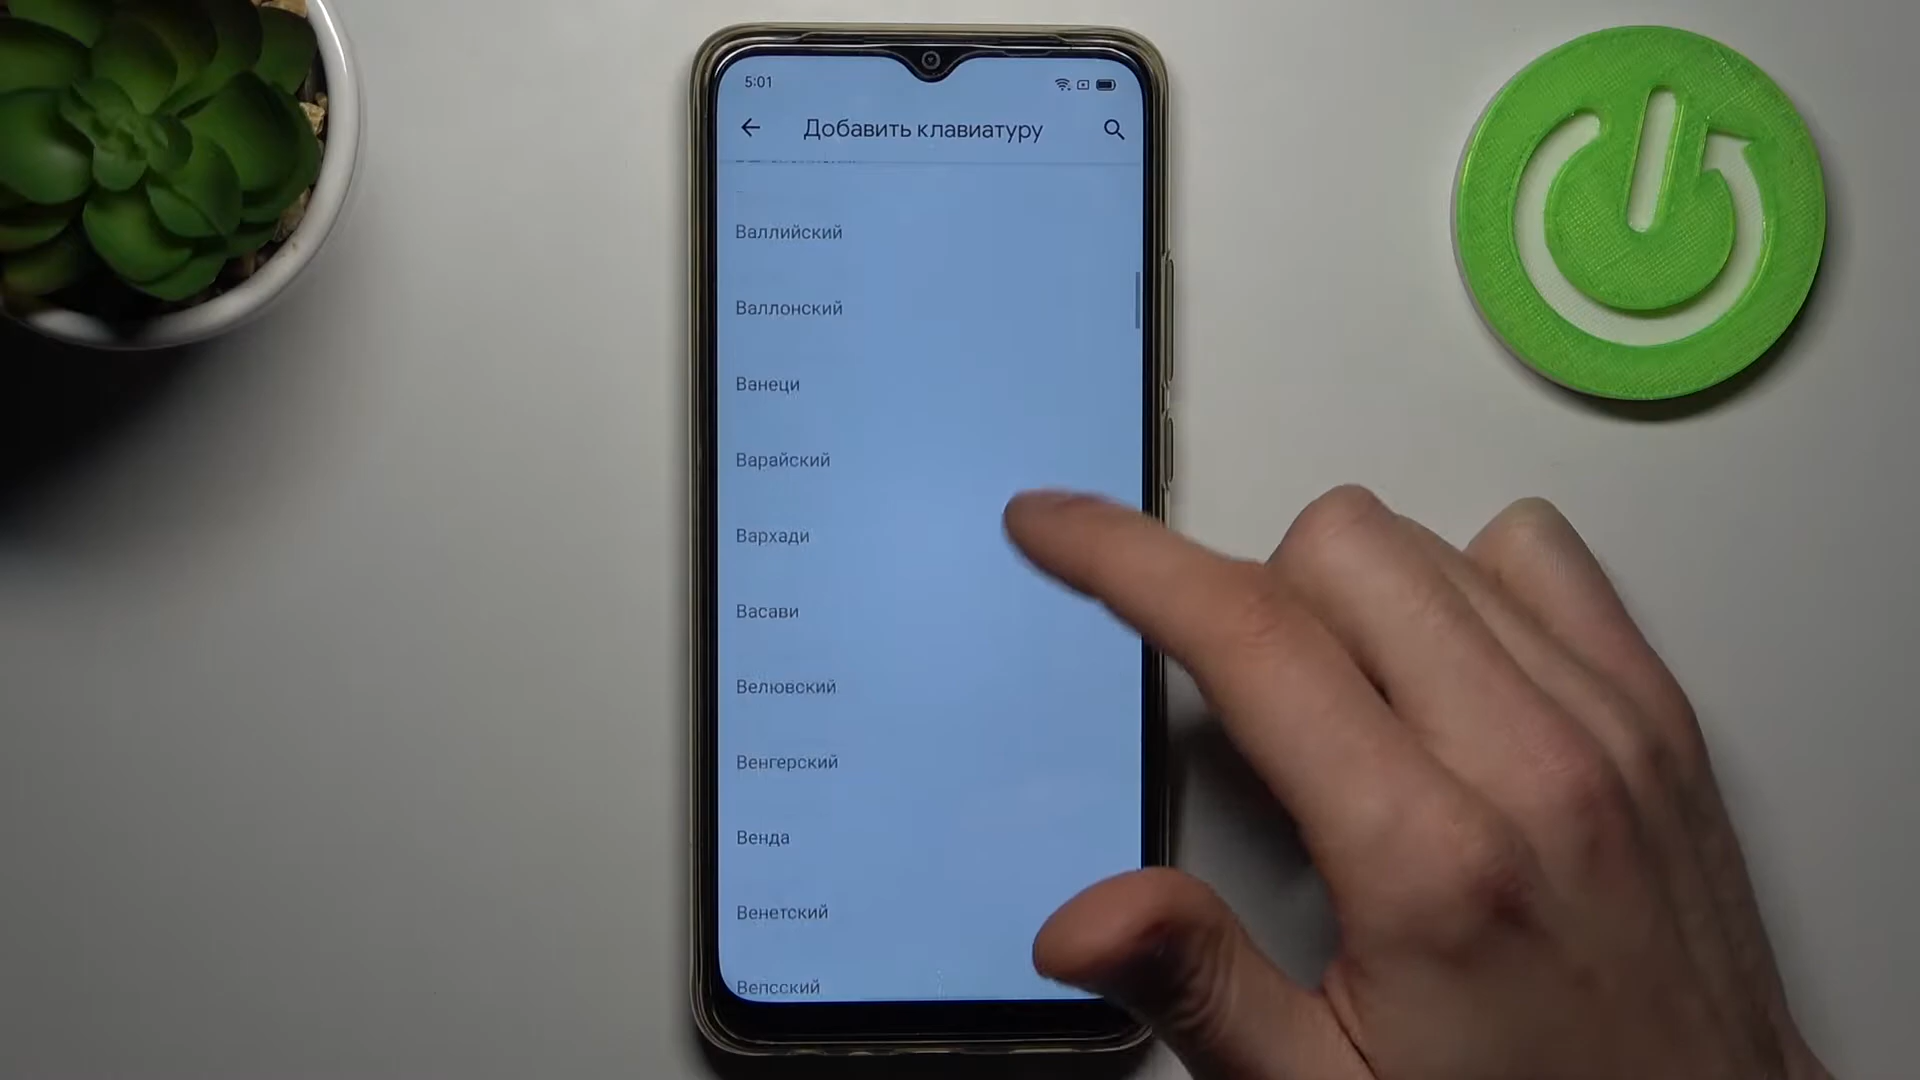 5:01
Добавить клавиатуру
Валлийский
Валлонский
Ванеци
Варайский
Вархади
Васави
Велювский
Венгерский
Венда
Венетский
Вепсский